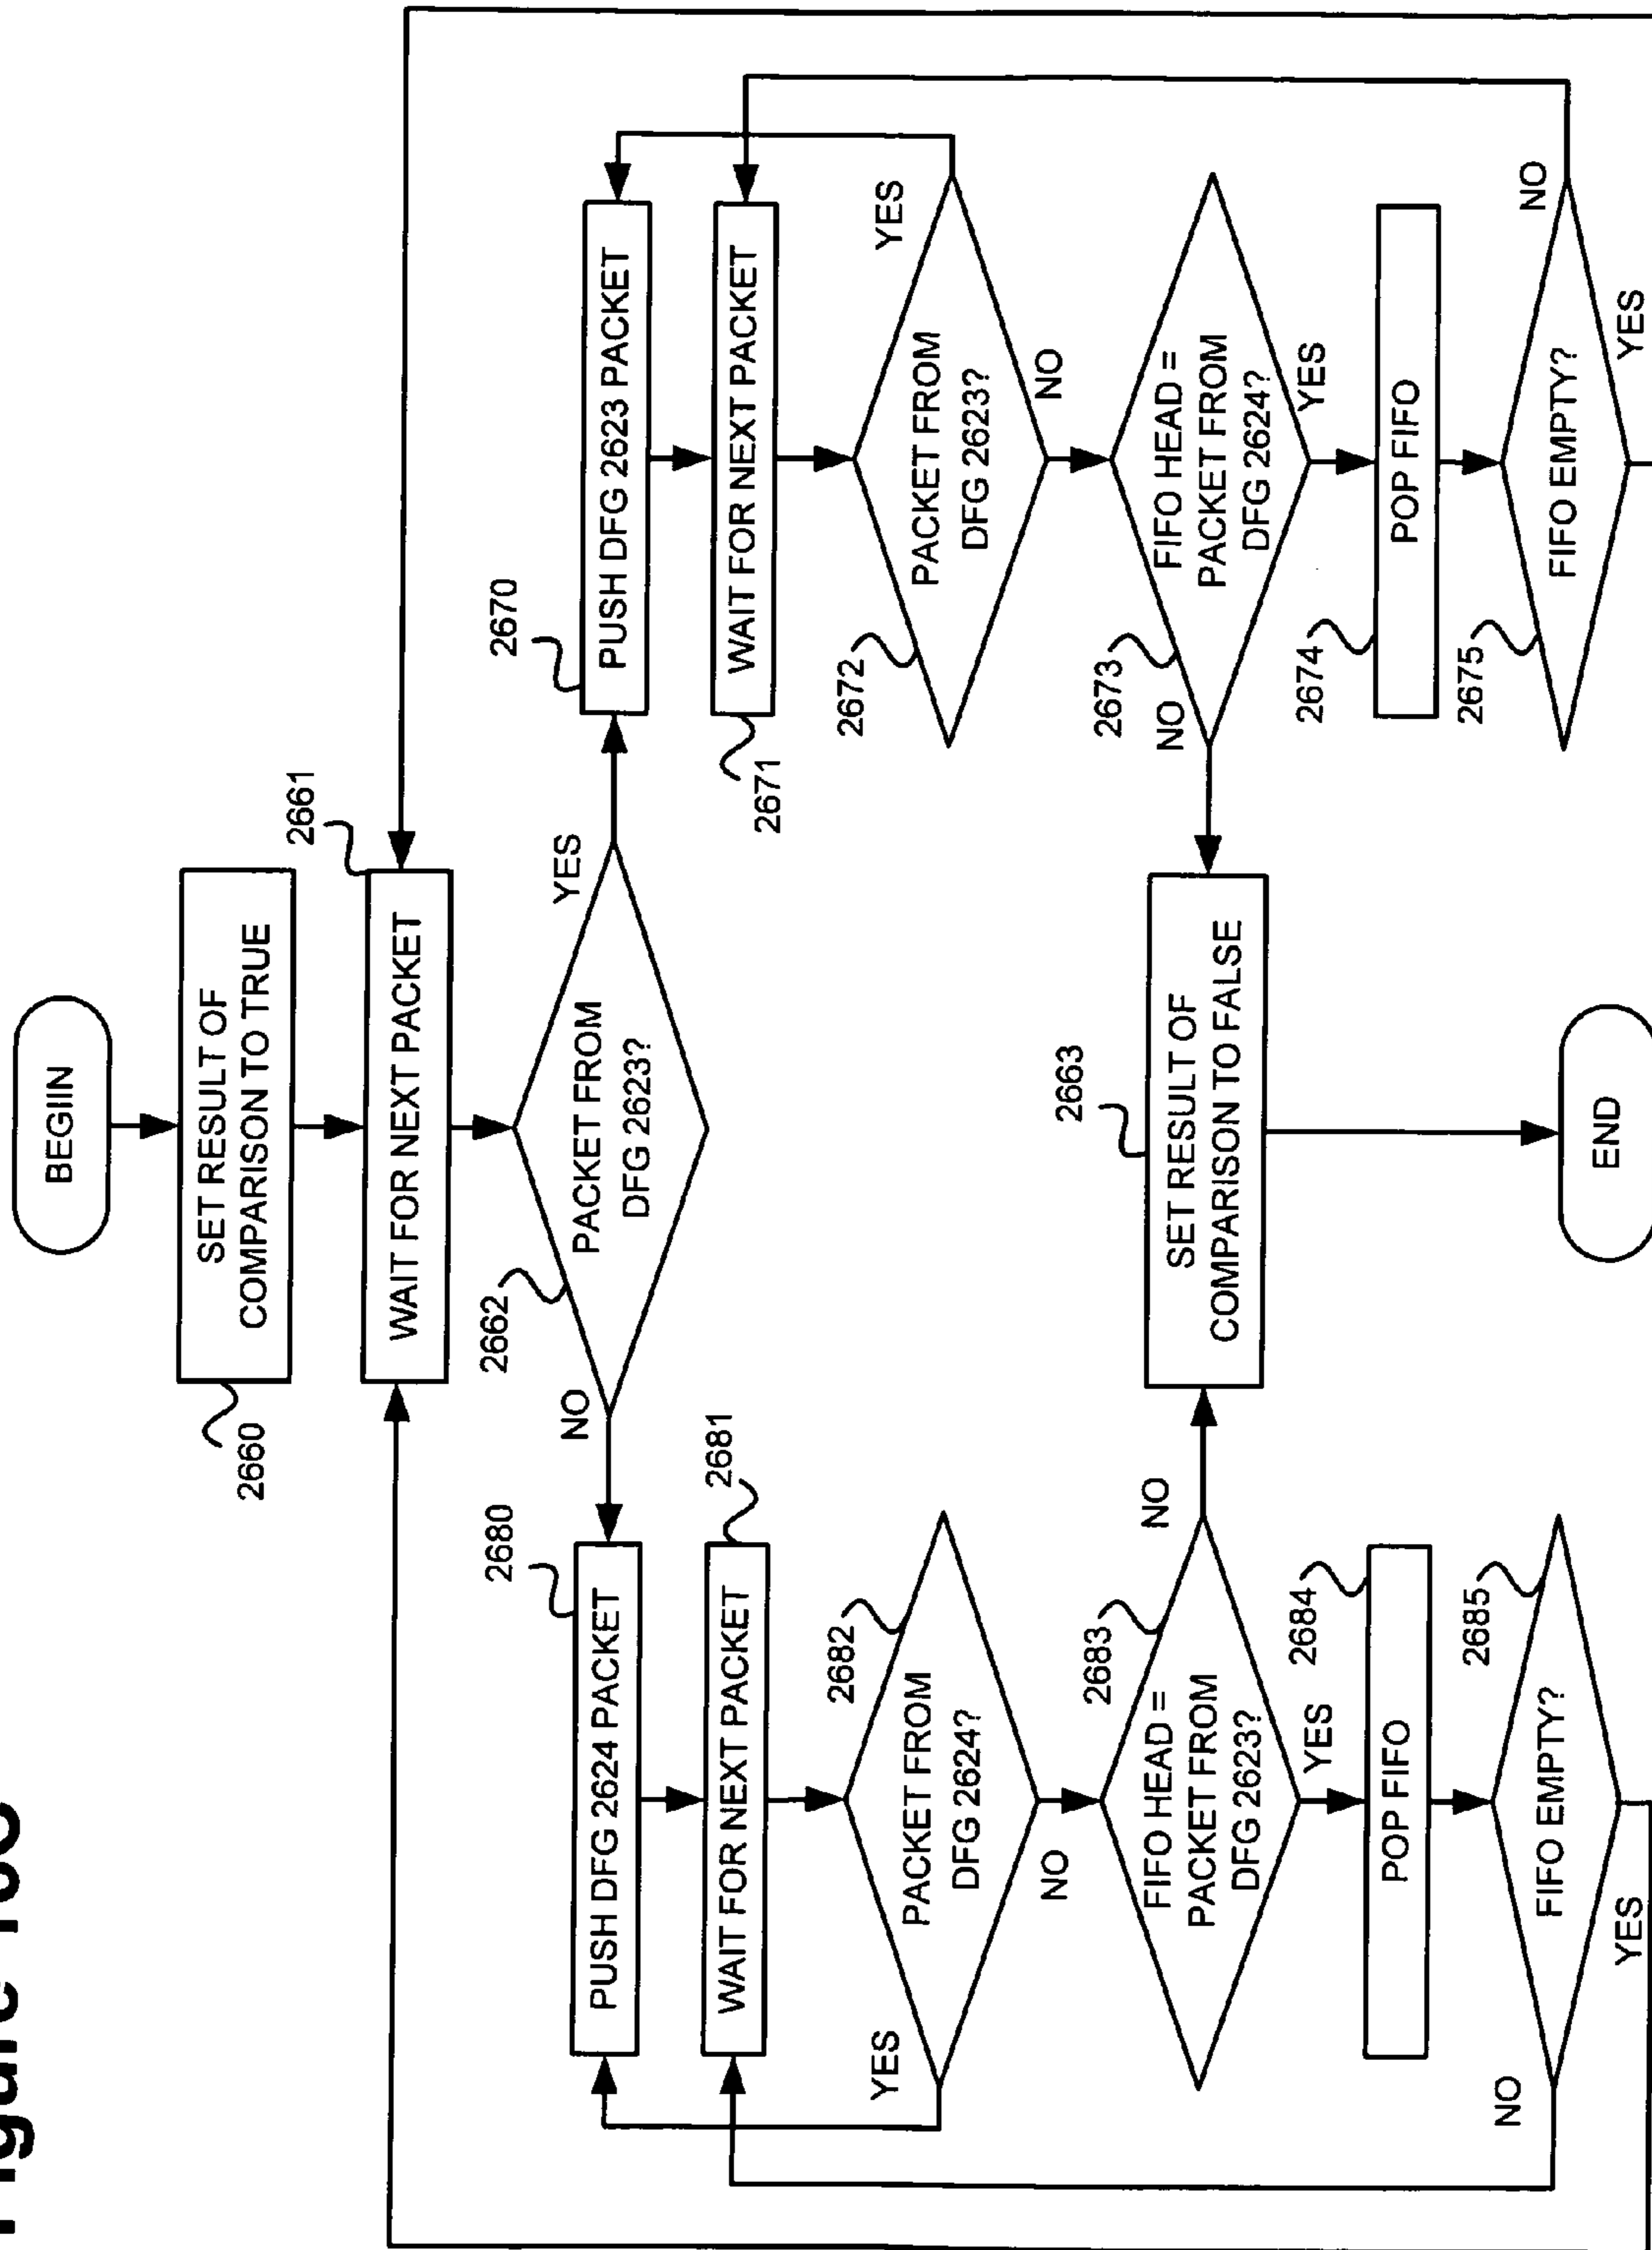 Figure
BEGIIN
SET RESULT OF
COMPARISON TO TRUE
2660
WAIT FOR NEXT PACKET
2661
PACKET FROM
DFG 2623?
2662
NO
YES
2680
PUSH DFG 2624 PACKET
WAIT FOR NEXT PACKET
2681
PACKET FROM
DFG 2624?
2682
YES
NO
FIFO HEAD =
PACKET FROM
DFG 2623?
2683
NO
YES
POP FIFO
2684
FIFO EMPTY?
2685
NO
YES
2670
PUSH DFG 2623 PACKET
WAIT FOR NEXT PACKET
2671
PACKET FROM
DFG 2623?
2672
YES
NO
FIFO HEAD =
PACKET FROM
DFG 2624?
2673
NO
YES
POP FIFO
2674
FIFO EMPTY?
2675
NO
YES
2663
SET RESULT OF
COMPARISON TO FALSE
END